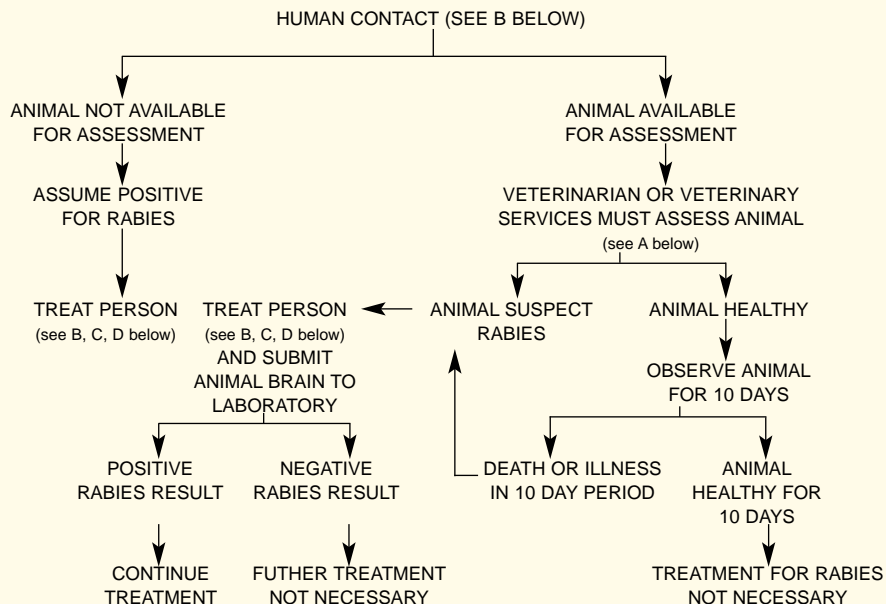 HUMAN CONTACT (SEE B BELOW)
ANIMAL NOT AVAILABLE
FOR ASSESSMENT
ANIMAL AVAILABLE
FOR ASSESSMENT
ASSUME POSITIVE
FOR RABIES
VETERINARIAN OR VETERINARY
SERVICES MUST ASSESS ANIMAL
(see A below)
TREAT PERSON
(see B, C, D below)
TREAT PERSON
(see B, C, D below)
AND SUBMIT
ANIMAL BRAIN TO
LABORATORY
ANIMAL SUSPECT
RABIES
ANIMAL HEALTHY
OBSERVE ANIMAL
FOR 10 DAYS
POSITIVE
RABIES RESULT
NEGATIVE
RABIES RESULT
DEATH OR ILLNESS
IN 10 DAY PERIOD
ANIMAL
HEALTHY FOR
10 DAYS
CONTINUE
TREATMENT
FUTHER TREATMENT
NOT NECESSARY
TREATMENT FOR RABIES
NOT NECESSARY